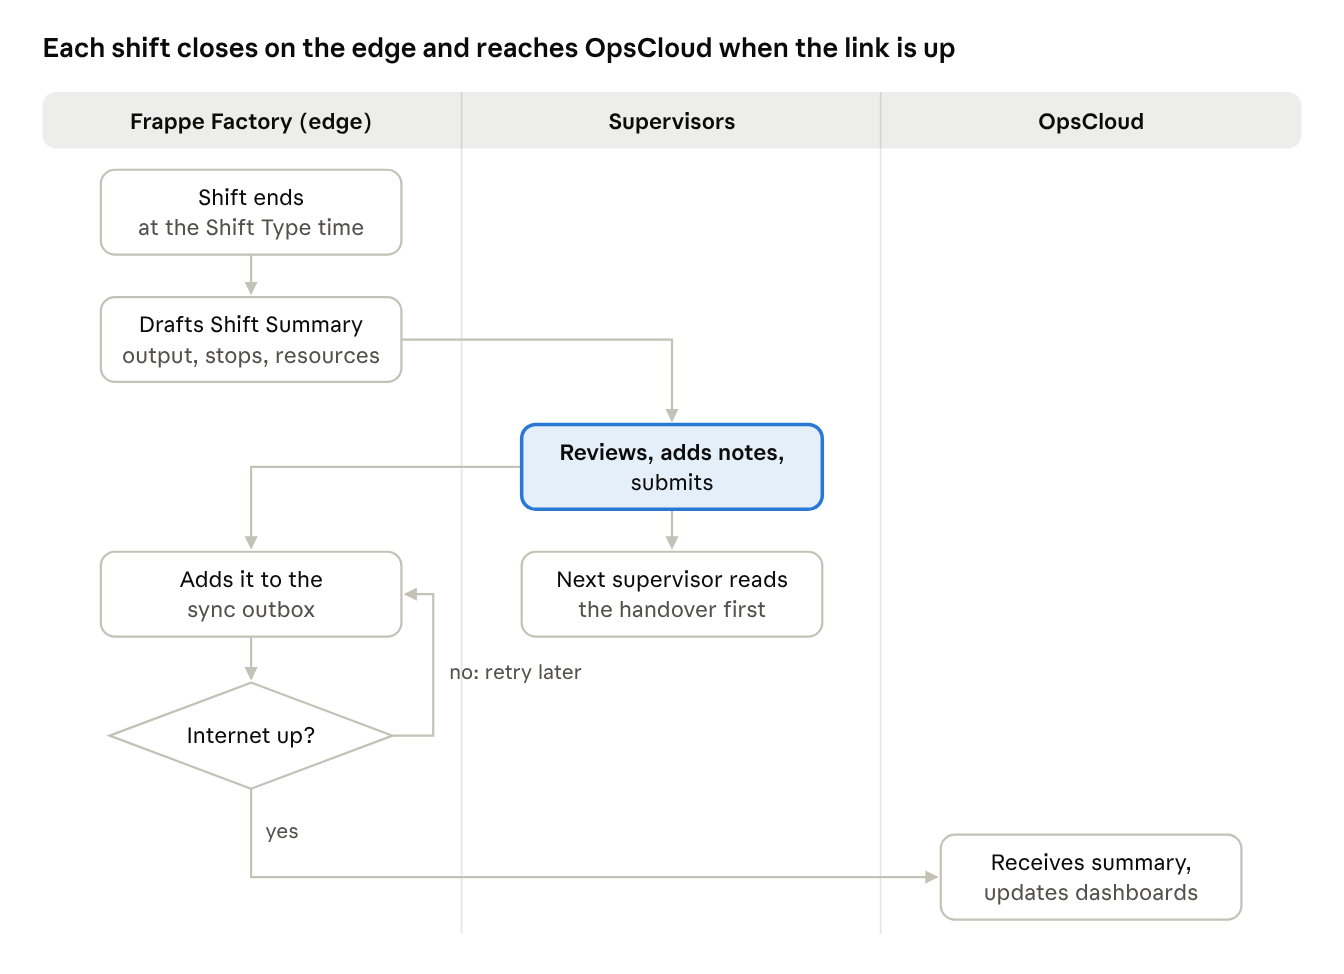 Each shift closes on the edge and reaches OpsCloud when the link is up
Frappe Factory (edge)
Supervisors
OpsCloud
Shift ends
at the Shift Type time
Drafts Shift Summary
output, stops, resources
Reviews, adds notes,
submits
Adds it to the
sync outbox
Next supervisor reads
the handover first
no: retry later
Internet up?
yes
Receives summary,
updates dashboards